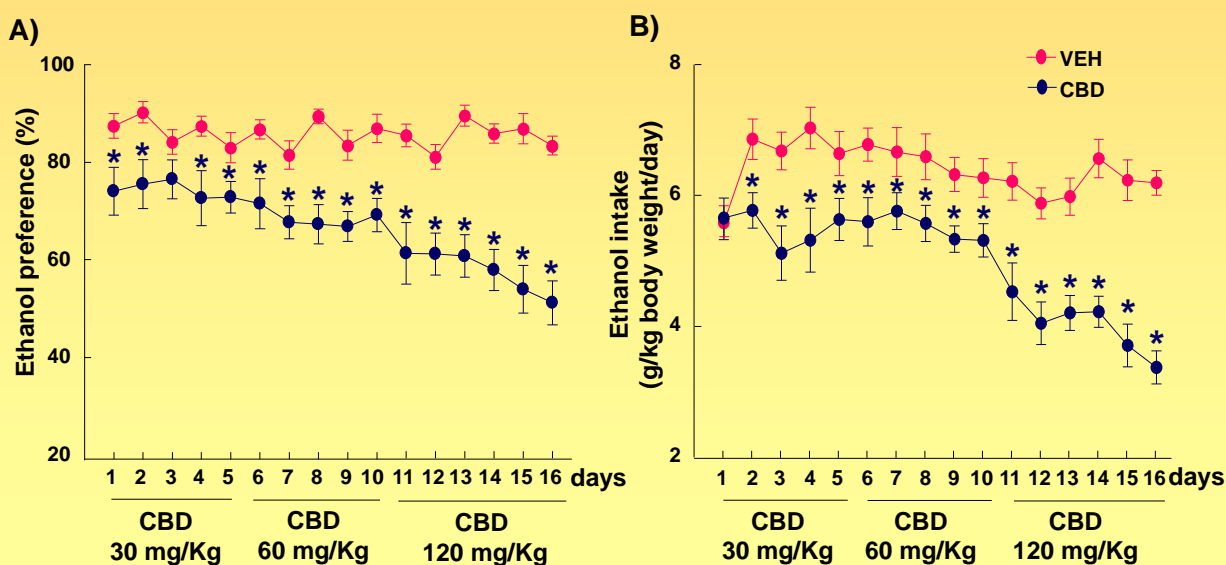 A)
Ethanol preference (%)
100
80
60
40
20
* * * * * * * * * * * * * * *
1 2 3 4 5 6 7 8 9 10 11 12 13 14 15 16 days
CBD
30 mg/Kg
CBD
60 mg/Kg
CBD
120 mg/Kg
B)
VEH
CBD
Ethanol intake
(g/kg body weight/day)
8
6
4
2
* * * * * * * * * * * * * * *
1 2 3 4 5 6 7 8 9 10 11 12 13 14 15 16 days
CBD
30 mg/Kg
CBD
60 mg/Kg
CBD
120 mg/Kg